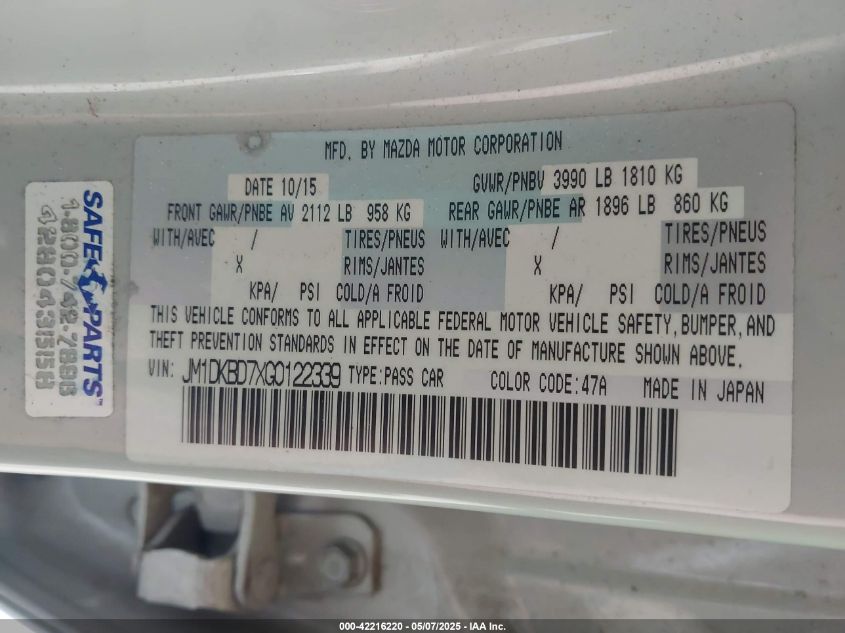 MFD. BY MAZDA MOTOR CORPORATION
DATE 10/15 GVWR/PNBV 3990 LB 1810 KG
FRONT GAWR/PNBE AV 2112 LB 958 KG REAR GAWR/PNBE AR 1896 LB 860 KG
WITH/AVEC / TIRES/PNEUS WITH/AVEC / TIRES/PNEUS
X RIMS/JANTES X RIMS/JANTES
KPA/ PSI COLD/A FROID KPA/ PSI COLD/A FROID
THIS VEHICLE CONFORMS TO ALL APPLICABLE FEDERAL MOTOR VEHICLE SAFETY, BUMPER, AND
THEFT PREVENTION STANDARDS IN EFFECT ON THE DATE OF MANUFACTURE SHOWN ABOVE.
VIN: JM1DKBD7XG0122339 TYPE:PASS CAR COLOR CODE:47A MADE IN JAPAN
SAFE PARTS
1-800-742-7896
428043155H
000-42216220 - 05/07/2025 - IAA Inc.